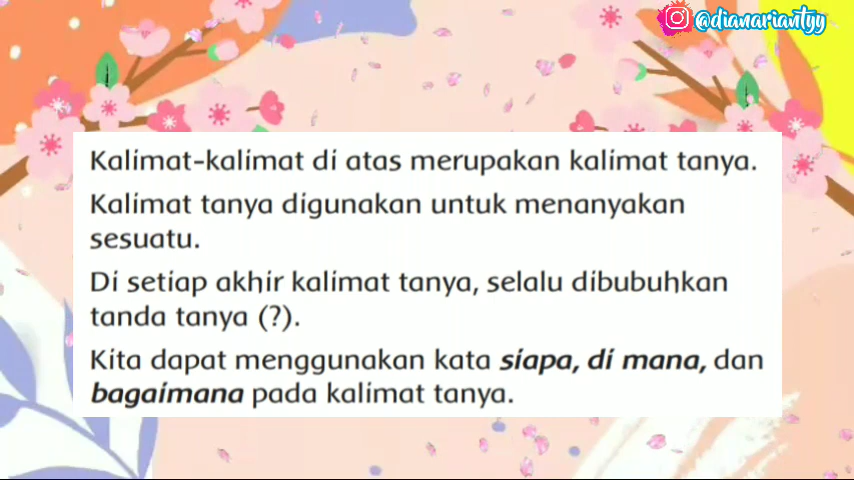 @dianariantyy
Kalimat-kalimat di atas merupakan kalimat tanya.
Kalimat tanya digunakan untuk menanyakan
sesuatu.
Di setiap akhir kalimat tanya, selalu dibubuhkan
tanda tanya (?).
Kita dapat menggunakan kata siapa, di mana, dan
bagaimana pada kalimat tanya.